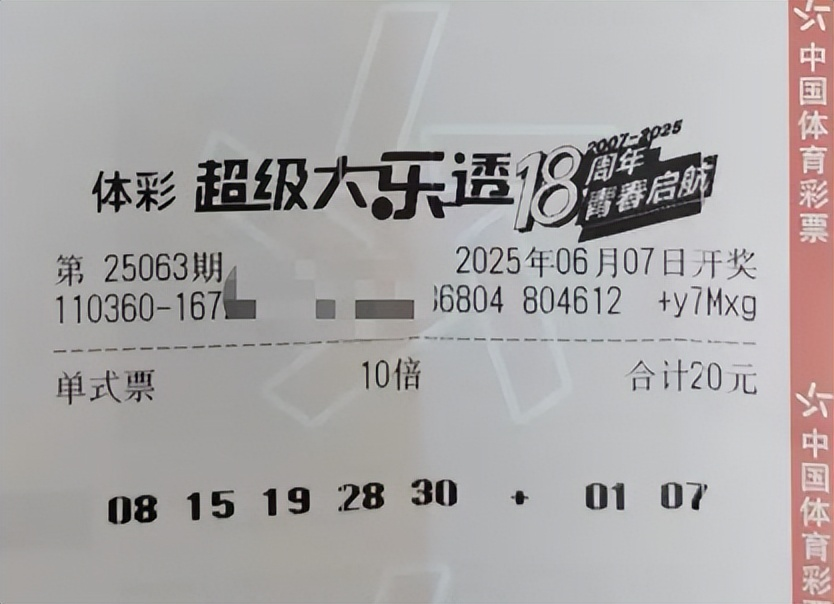 体彩 超级大乐透 18周年 2007-2025 青春启航
第 25063期 2025年06月07日开奖
110360-167 06804 804612 +y7Mxg
单式票 10倍 合计20元
08 15 19 28 30 + 01 07
中国体育彩票
中国体育彩票